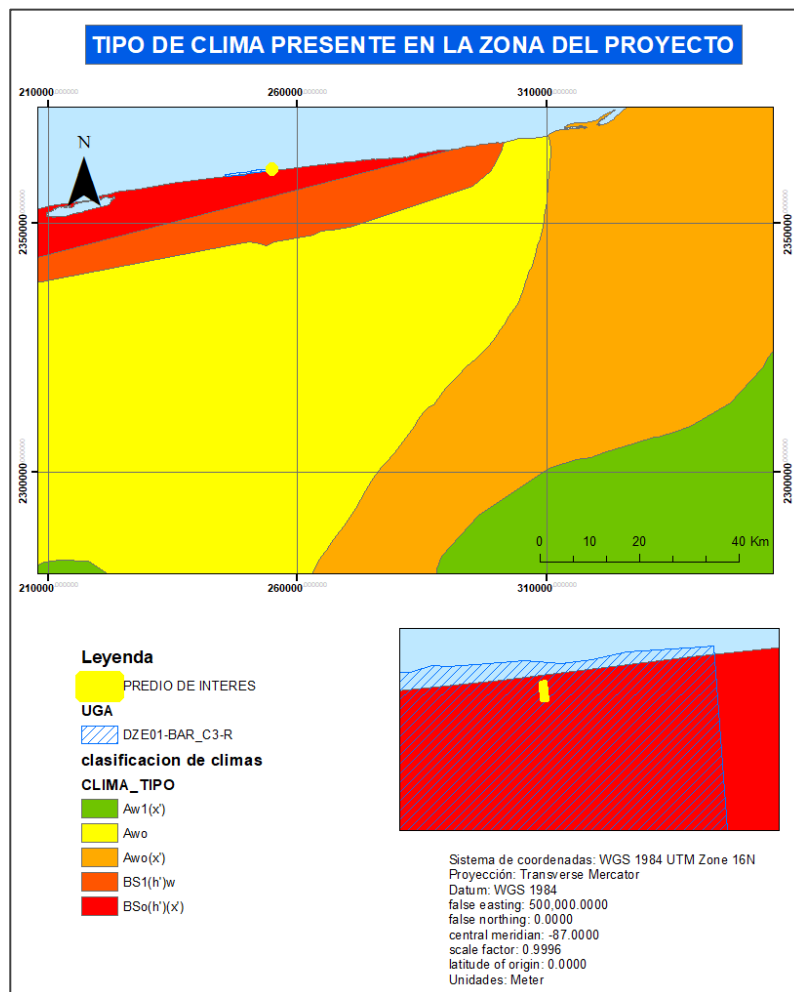 TIPO DE CLIMA PRESENTE EN LA ZONA DEL PROYECTO
210000 260000 310000
N
2350000 2350000
2300000 2300000
0 10 20 40 Km
210000 260000 310000
Leyenda
PREDIO DE INTERES
UGA
DZE01-BAR_C3-R
clasificacion de climas
CLIMA_TIPO
Aw1(x')
Awo
Awo(x')
BS1(h')w
BSo(h')(x')
Sistema de coordenadas: WGS 1984 UTM Zone 16N
Proyección: Transverse Mercator
Datum: WGS 1984
false easting: 500,000.0000
false northing: 0.0000
central meridian: -87.0000
scale factor: 0.9996
latitude of origin: 0.0000
Unidades: Meter